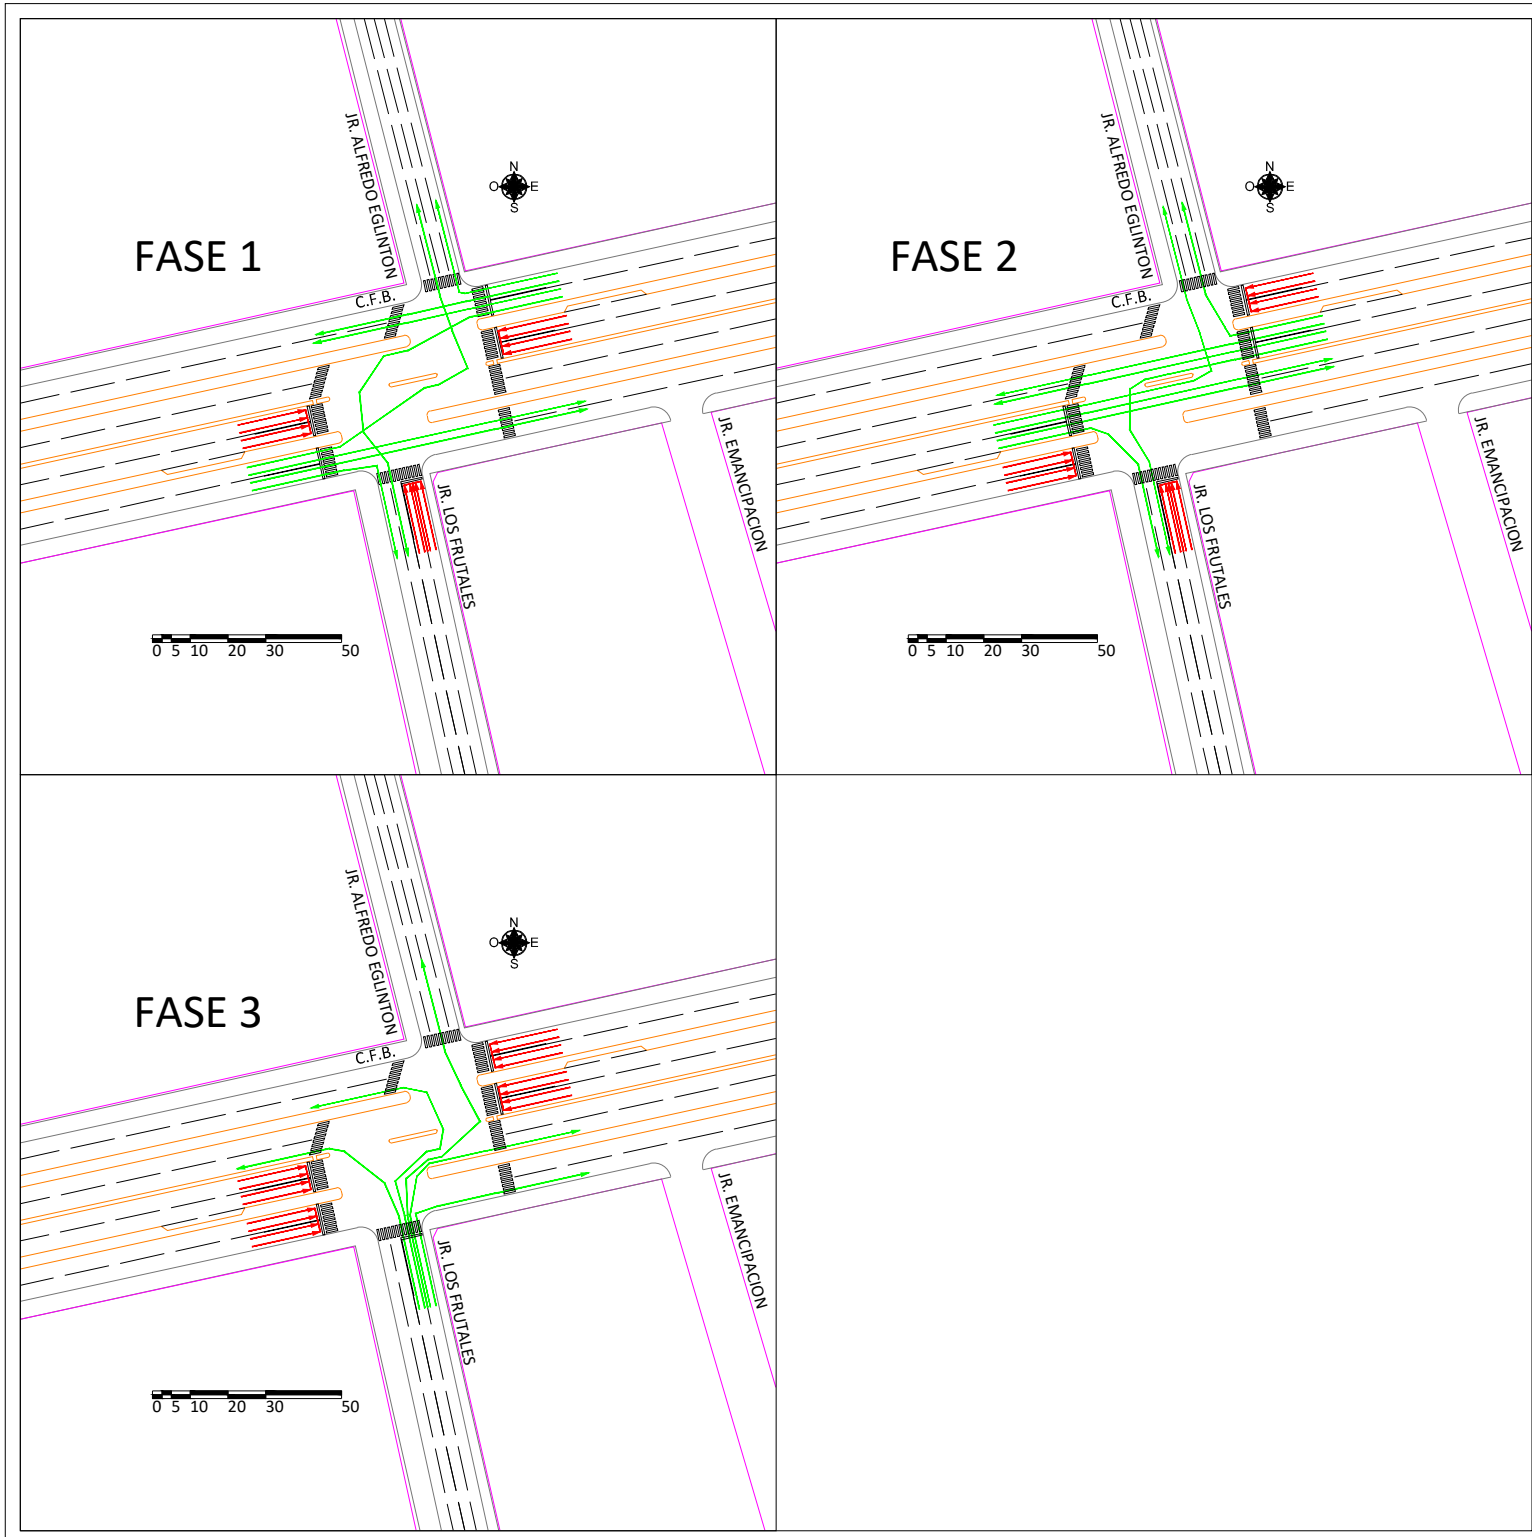 JR. ALFREDO EGLINTON
N
O E
S
FASE 1
C.F.B.
JR. EMANCIPACION
JR. LOS FRUTALES
0 5 10 20 30 50
JR. ALFREDO EGLINTON
N
O E
S
FASE 2
C.F.B.
JR. EMANCIPACION
JR. LOS FRUTALES
0 5 10 20 30 50
JR. ALFREDO EGLINTON
N
O E
S
FASE 3
C.F.B.
JR. EMANCIPACION
JR. LOS FRUTALES
0 5 10 20 30 50